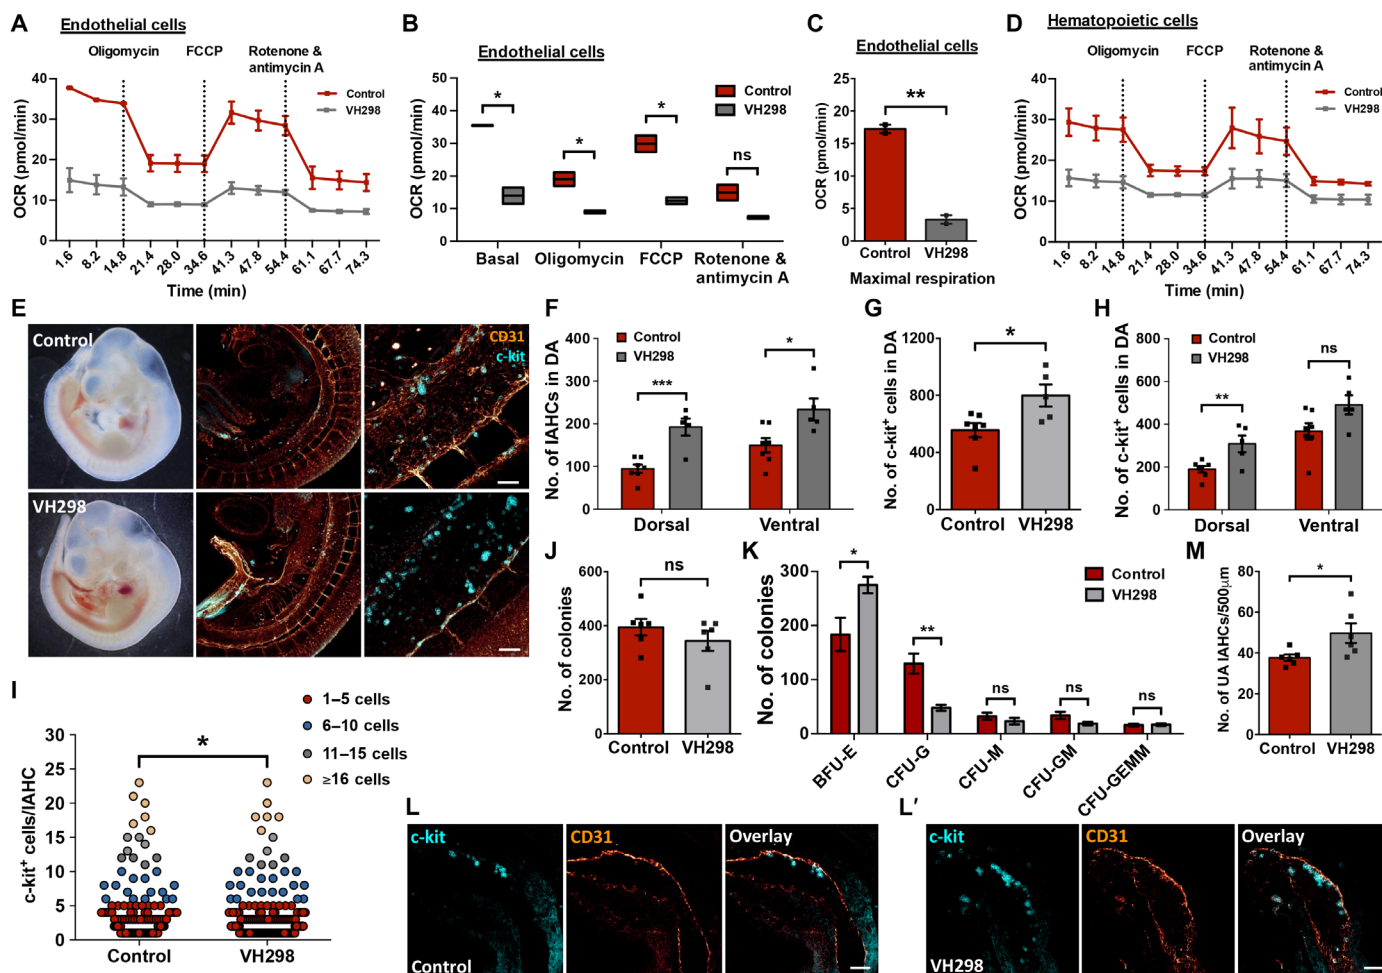 A
Endothelial cells
Oligomycin FCCP Rotenone &
antimycin A
OCR (pmol/min)
40
30
20
10
0
Control
VH298
1.6 8.2 14.8 21.4 28.0 34.6 41.3 47.8 54.4 61.1 67.7 74.3
Time (min)
B
Endothelial cells
OCR (pmol/min)
50
40
30
20
10
0
Control
VH298
* * * ns
Basal Oligomycin FCCP Rotenone &
antimycin A
C
Endothelial cells
OCR (pmol/min)
25
20
15
10
5
0
**
Control VH298
Maximal respiration
D
Hematopoietic cells
Oligomycin FCCP Rotenone &
antimycin A
OCR (pmol/min)
40
30
20
10
0
Control
VH298
1.6 8.2 14.8 21.4 28.0 34.6 41.3 47.8 54.4 61.1 67.7 74.3
Time (min)
E
Control
CD31
c-kit
VH298
F
No. of IAHCs in DA
400
300
200
100
0
Control
VH298
*** *
Dorsal Ventral
G
No. of c-kit+ cells in DA
1200
800
400
0
*
Control VH298
H
No. of c-kit+ cells in DA
800
600
400
200
0
Control
VH298
** ns
Dorsal Ventral
I
1–5 cells
6–10 cells
11–15 cells
≥16 cells
c-kit+ cells/IAHC
30
25
20
15
10
5
0
*
Control VH298
J
No. of colonies
600
400
200
0
ns
Control VH298
K
No. of colonies
300
200
100
0
Control
VH298
* ** ns ns ns
BFU-E CFU-G CFU-M CFU-GM CFU-GEMM
M
No. of UA IAHCs/500μm
80
60
40
20
0
*
Control VH298
L
c-kit CD31 Overlay
Control
L′
c-kit CD31 Overlay
VH298